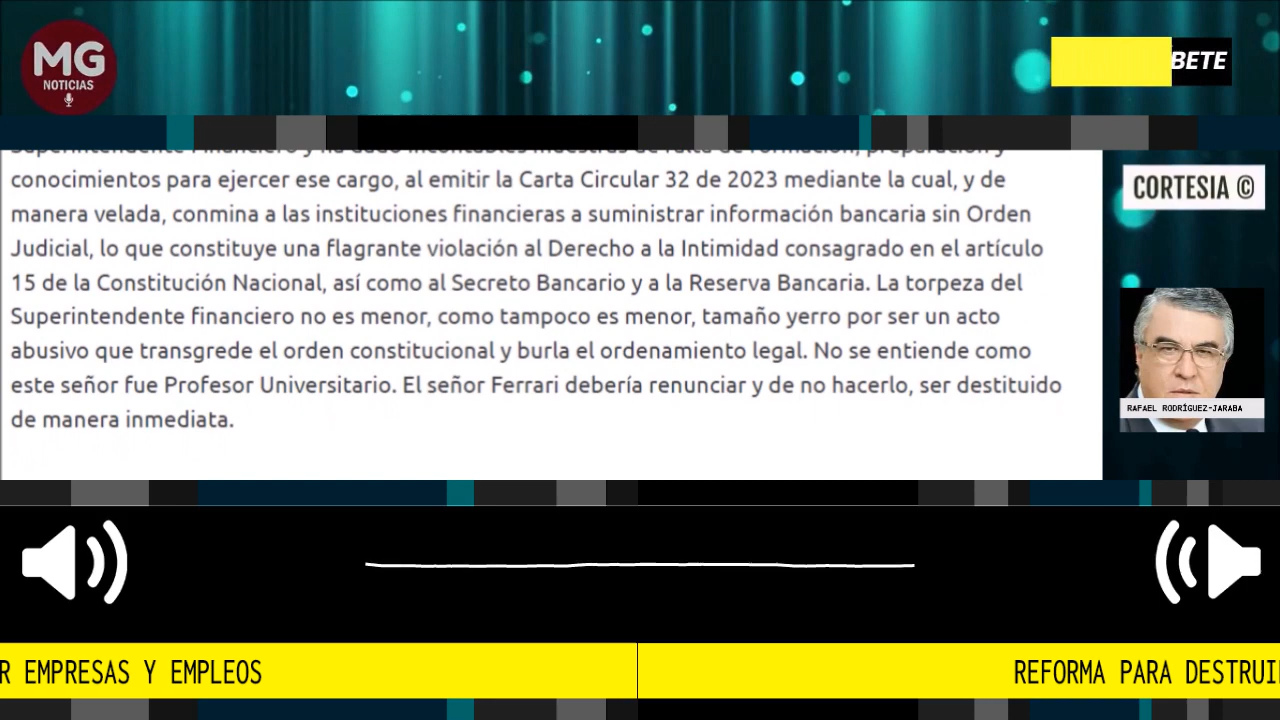 MG
NOTICIAS
BETE
conocimientos para ejercer ese cargo, al emitir la Carta Circular 32 de 2023 mediante la cual, y de
manera velada, conmina a las instituciones financieras a suministrar información bancaria sin Orden
Judicial, lo que constituye una flagrante violación al Derecho a la Intimidad consagrado en el artículo
15 de la Constitución Nacional, así como al Secreto Bancario y a la Reserva Bancaria. La torpeza del
Superintendente financiero no es menor, como tampoco es menor, tamaño yerro por ser un acto
abusivo que transgrede el orden constitucional y burla el ordenamiento legal. No se entiende como
este señor fue Profesor Universitario. El señor Ferrari debería renunciar y de no hacerlo, ser destituido
de manera inmediata.
CORTESIA ©
RAFAEL RODRÍGUEZ-JARABA
R EMPRESAS Y EMPLEOS
REFORMA PARA DESTRUI